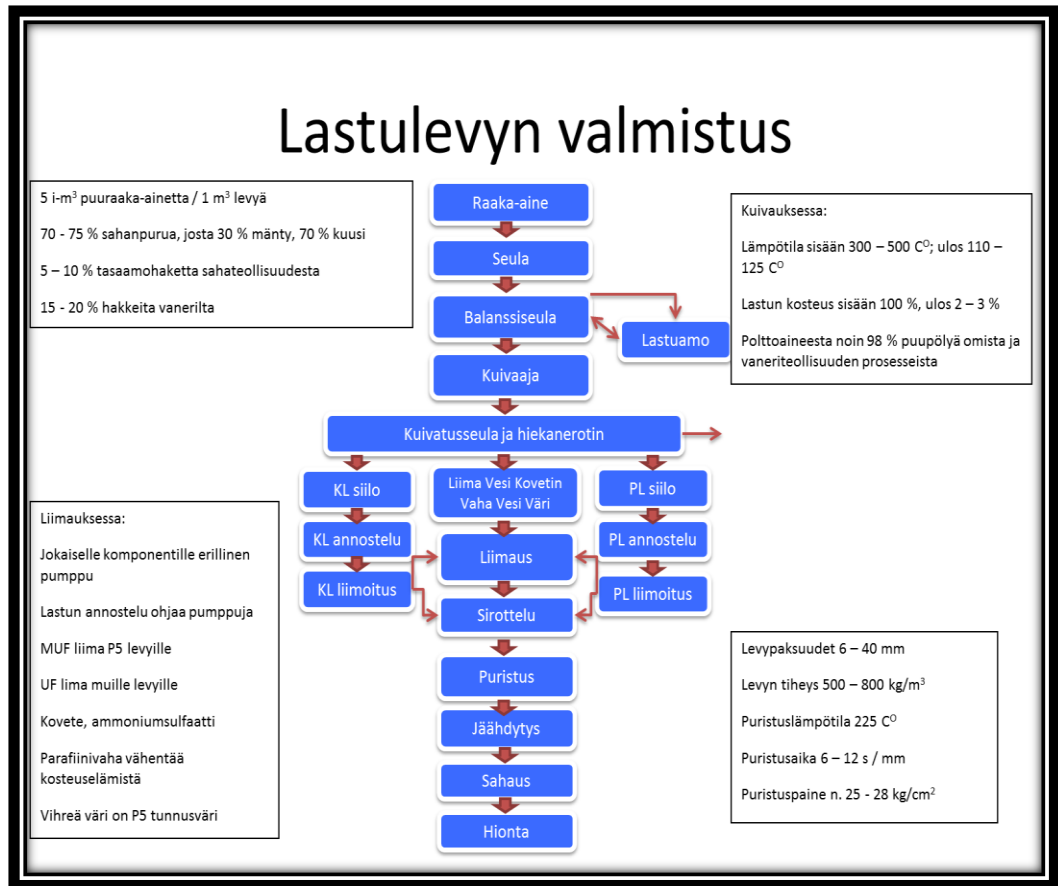 Lastulevyn valmistus
5 i-m³ puuraaka-ainetta / 1 m³ levyä
70 - 75 % sahanpurua, josta 30 % mänty, 70 % kuusi
5 – 10 % tasaamohaketta sahateollisuudesta
15 - 20 % hakkeita vanerilta
Raaka-aine
Seula
Balanssiseula
Lastuamo
Kuivaaja
Kuivatusseula ja hiekanerotin
Kuivauksessa:
Lämpötila sisään 300 – 500 C⁰; ulos 110 –
125 C⁰
Lastun kosteus sisään 100 %, ulos 2 – 3 %
Polttoaineesta noin 98 % puupölyä omista ja
vaneriteollisuuden prosesseista
KL siilo
KL annostelu
KL liimoitus
Liima Vesi Kovetin
Vaha Vesi Väri
Liimaus
Sirottelu
PL siilo
PL annostelu
PL liimoitus
Puristus
Jäähdytys
Sahaus
Hionta
Liimauksessa:
Jokaiselle komponentille erillinen
pumppu
Lastun annostelu ohjaa pumppuja
MUF liima P5 levyille
UF lima muille levyille
Kovete, ammoniumsulfaatti
Parafiinivaha vähentää
kosteuselämistä
Vihreä väri on P5 tunnusväri
Levypaksuudet 6 – 40 mm
Levyn tiheys 500 – 800 kg/m³
Puristuslämpötila 225 C⁰
Puristusaika 6 – 12 s / mm
Puristuspaine n. 25 - 28 kg/cm²